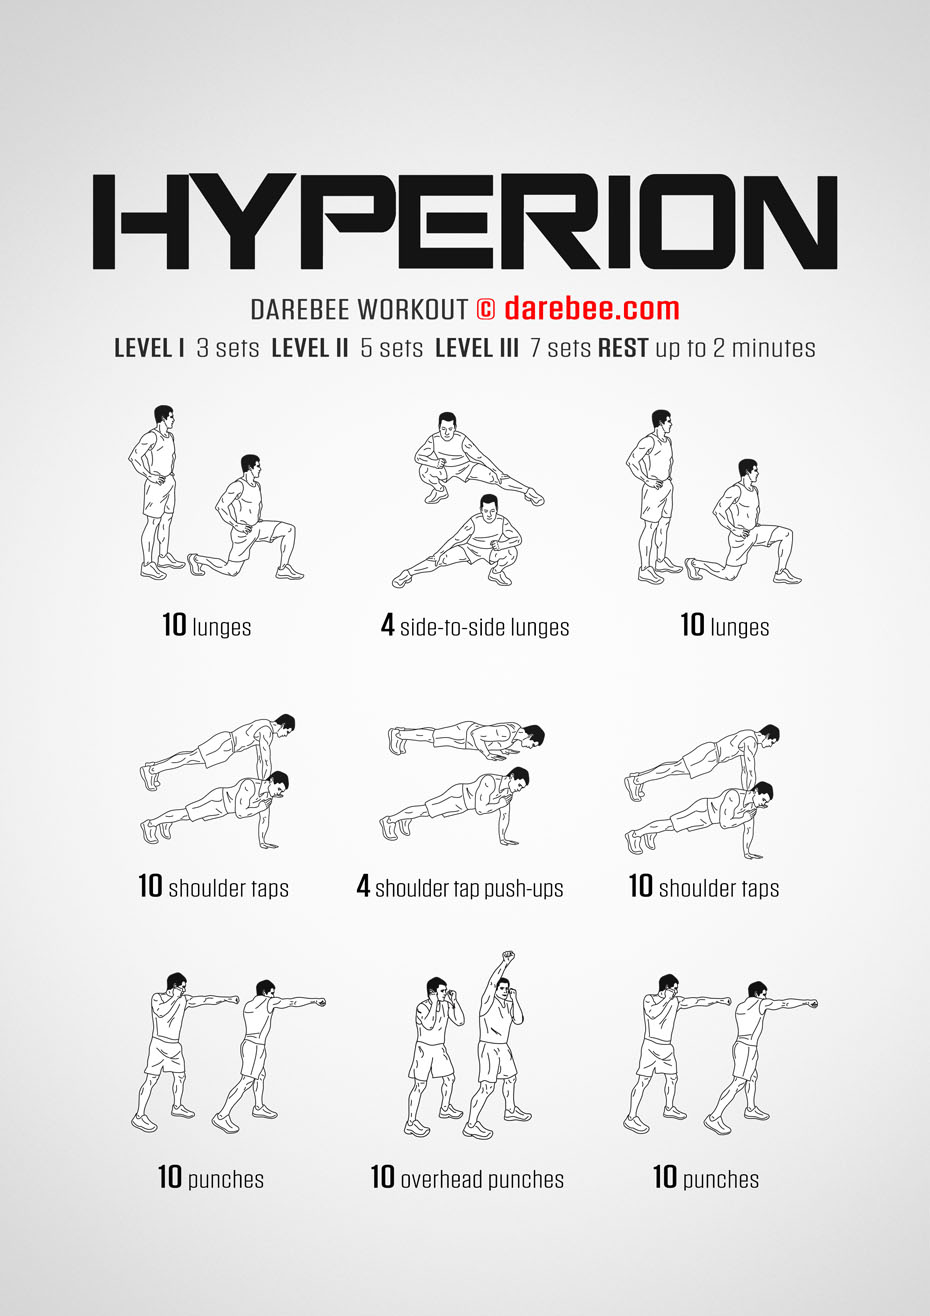 HYPERION
DAREBEE WORKOUT © darebee.com
LEVEL I 3 sets LEVEL II 5 sets LEVEL III 7 sets REST up to 2 minutes
10 lunges
4 side-to-side lunges
10 lunges
10 shoulder taps
4 shoulder tap push-ups
10 shoulder taps
10 punches
10 overhead punches
10 punches